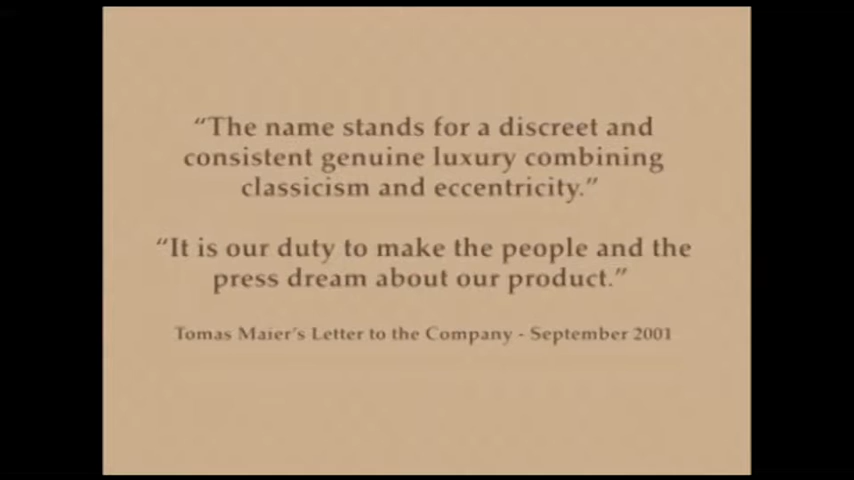 “The name stands for a discreet and
consistent genuine luxury combining
classicism and eccentricity.”
“It is our duty to make the people and the
press dream about our product.”
Tomas Maier’s Letter to the Company - September 2001